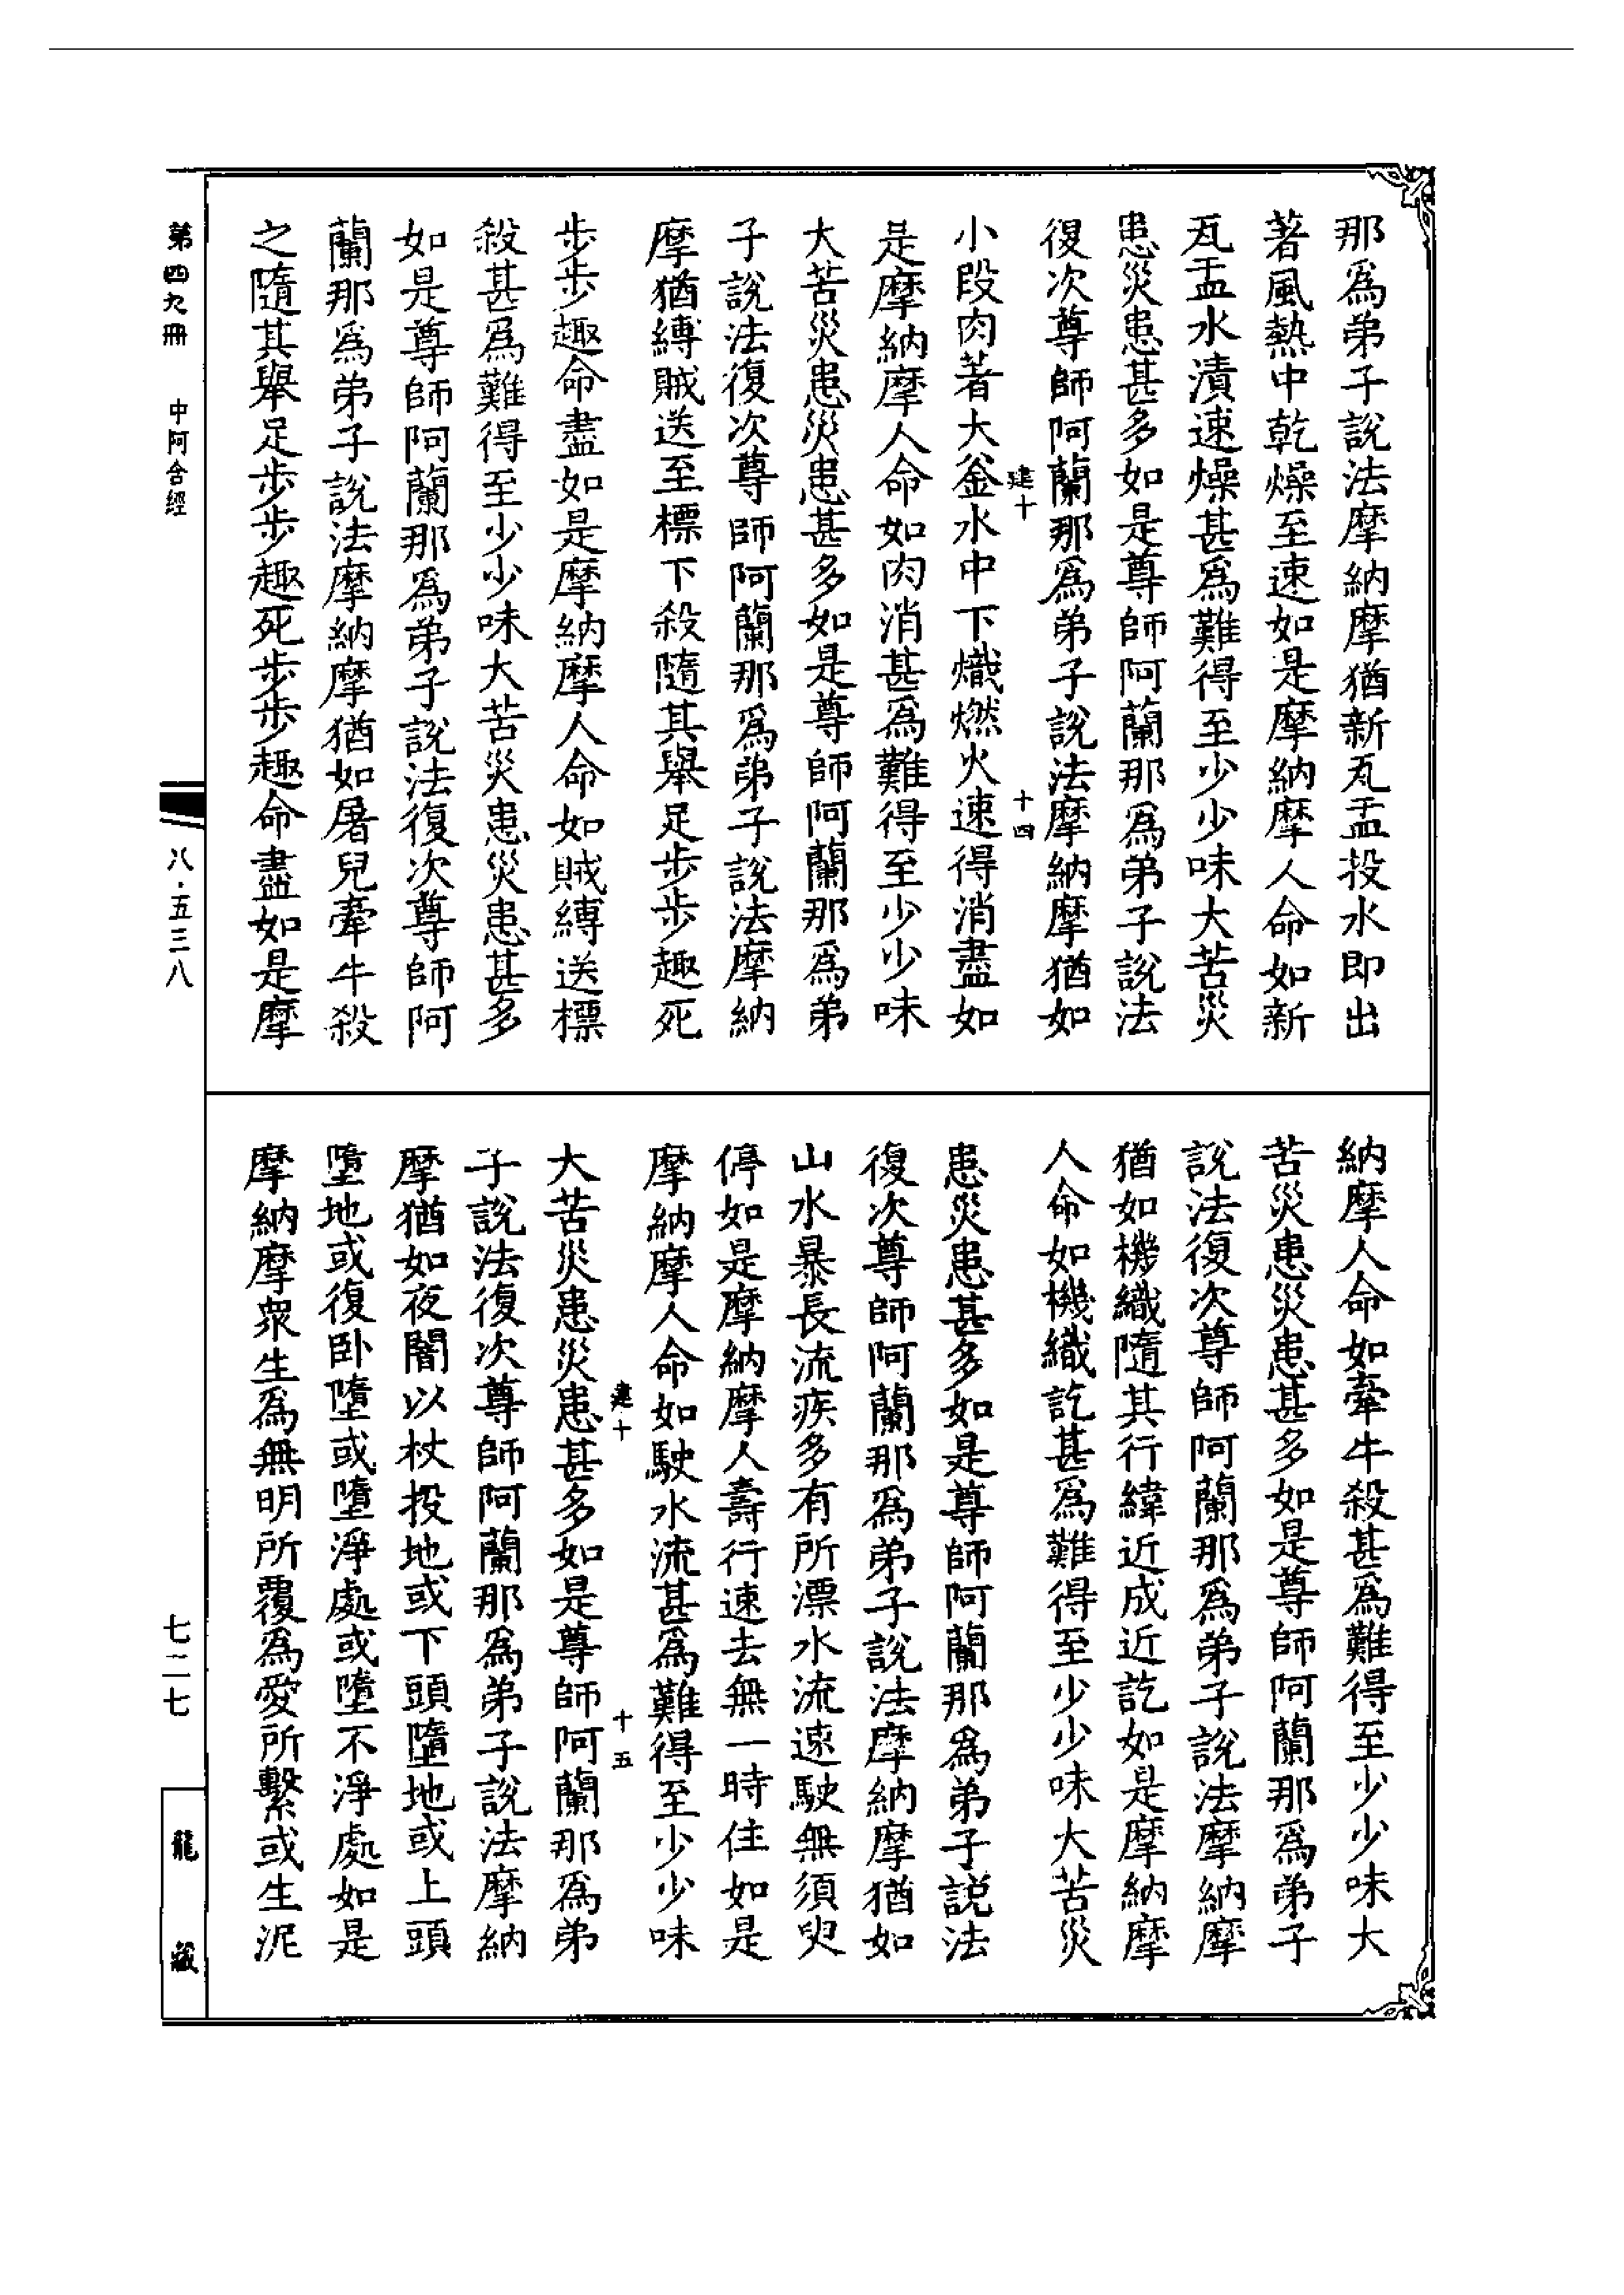 那爲弟子說法摩納摩猶新瓦盂投水即出
著風熱中乾燥至速如是摩納摩人命如新
瓦盂水漬速燥甚爲難得至少少味大苦災
患災患甚多如是尊師阿蘭那爲弟子說法
復次尊師阿蘭那爲弟子說法摩納摩猶如
建十 十四
小段肉著大釜水中下熾燃火速得消盡如
是摩納摩人命如肉消甚爲難得至少少味
大苦災患災患甚多如是尊師阿蘭那爲弟
子說法復次尊師阿蘭那爲弟子說法摩納
摩猶縛賊送至標下殺隨其舉足步步趣死
步步趣命盡如是摩納摩人命如賊縛送標
殺甚爲難得至少少味大苦災患災患甚多
如是尊師阿蘭那爲弟子說法復次尊師阿
蘭那爲弟子說法摩納摩猶如屠兒牽牛殺
之隨其舉足步步趣死步步趣命盡如是摩
納摩人命如牽牛殺甚爲難得至少少味大
苦災患災患甚多如是尊師阿蘭那爲弟子
說法復次尊師阿蘭那爲弟子說法摩納摩
猶如機織隨其行緯近成近訖如是摩納摩
人命如機織訖甚爲難得至少少味大苦災
患災患甚多如是尊師阿蘭那爲弟子說法
復次尊師阿蘭那爲弟子說法摩納摩猶如
山水暴長流疾多有所漂水流速駛無須臾
停如是摩納摩人壽行速去無一時住如是
摩納摩人命如駛水流甚爲難得至少少味
建十 十五
大苦災患災患甚多如是尊師阿蘭那爲弟
子說法復次尊師阿蘭那爲弟子說法摩納
摩猶如夜闇以杖投地或下頭墮地或上頭
墮地或復卧墮或墮淨處或墮不淨處如是
摩納摩衆生爲無明所覆爲愛所繫或生泥
第四九冊 中阿含經 八·五三八 七二七 龍藏